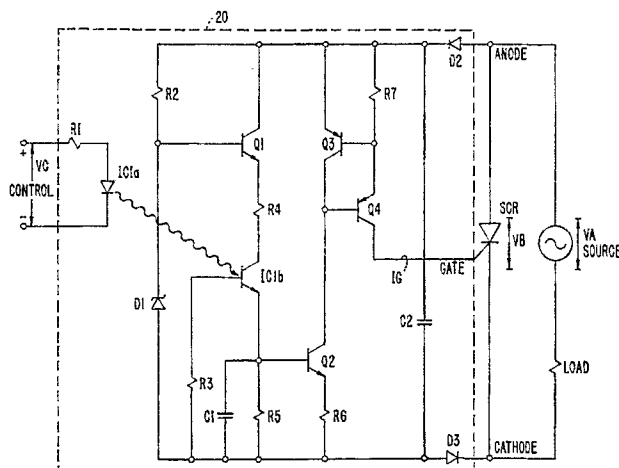 20
D2
ANODE
R2
R7
R1
Q1
Q3
+
VC
CONTROL
-
IC1a
Q4
SCR
VB
VA
SOURCE
R4
IG
GATE
IC1b
D1
C2
Q2
LOAD
R3
C1
R5
R6
D3
CATHODE